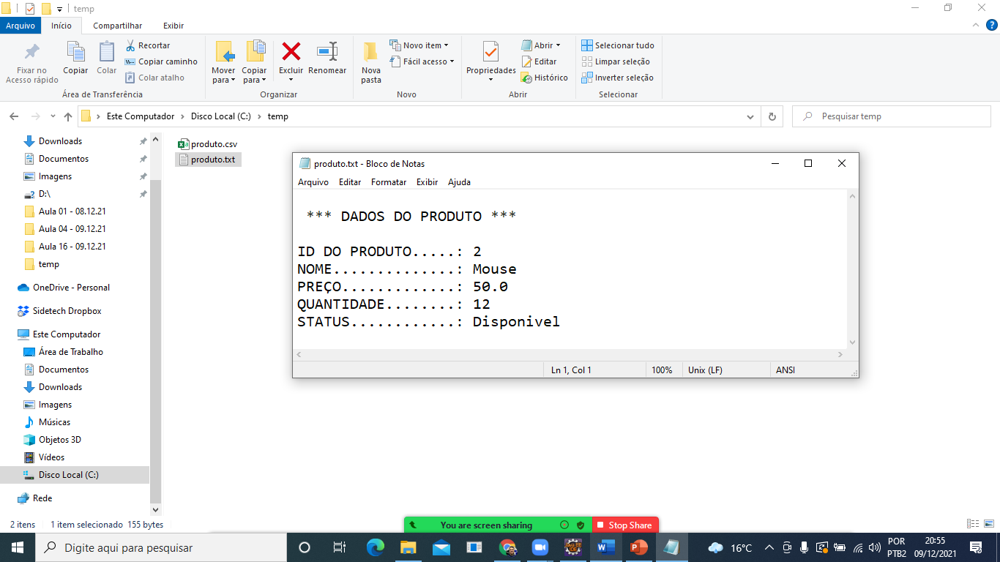 temp
Arquivo Início Compartilhar Exibir
Fixar no
Acesso rápido
Copiar
Colar
Recortar
Copiar caminho
Colar atalho
Área de Transferência
Mover
para
Copiar
para
Excluir
Renomear
Organizar
Nova
pasta
Novo item
Fácil acesso
Novo
Propriedades
Abrir
Editar
Histórico
Abrir
Selecionar tudo
Limpar seleção
Inverter seleção
Selecionar
Este Computador > Disco Local (C:) > temp
Pesquisar temp
Downloads
Documentos
Imagens
D:\
Aula 01 - 08.12.21
Aula 04 - 09.12.21
Aula 16 - 09.12.21
temp
OneDrive - Personal
Sidetech Dropbox
Este Computador
Área de Trabalho
Documentos
Downloads
Imagens
Músicas
Objetos 3D
Vídeos
Disco Local (C:)
Rede
produto.csv
produto.txt
produto.txt - Bloco de Notas
Arquivo Editar Formatar Exibir Ajuda
*** DADOS DO PRODUTO ***
ID DO PRODUTO.....: 2
NOME..............: Mouse
PREÇO.............: 50.0
QUANTIDADE........: 12
STATUS............: Disponivel
Ln 1, Col 1 100% Unix (LF) ANSI
2 itens 1 item selecionado 155 bytes
You are screen sharing Stop Share
Digite aqui para pesquisar
16°C
POR
PTB2
20:55
09/12/2021